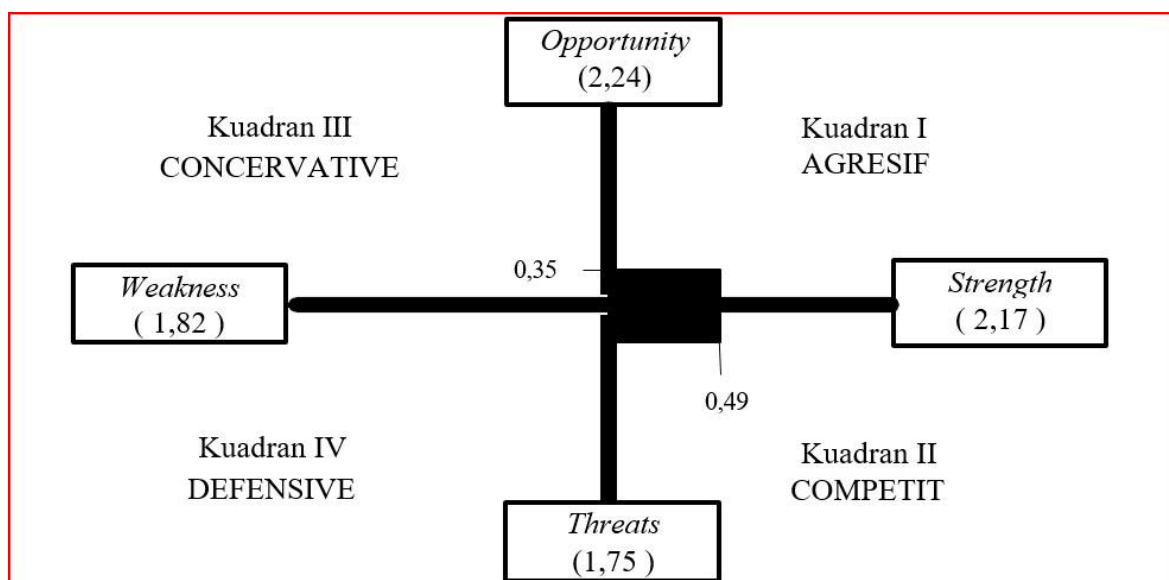 Opportunity
(2,24)
Kuadran III
CONCERVATIVE
Kuadran I
AGRESIF
0,35
Weakness
( 1,82 )
Strength
( 2,17 )
0,49
Kuadran IV
DEFENSIVE
Kuadran II
COMPETIT
Threats
(1,75 )